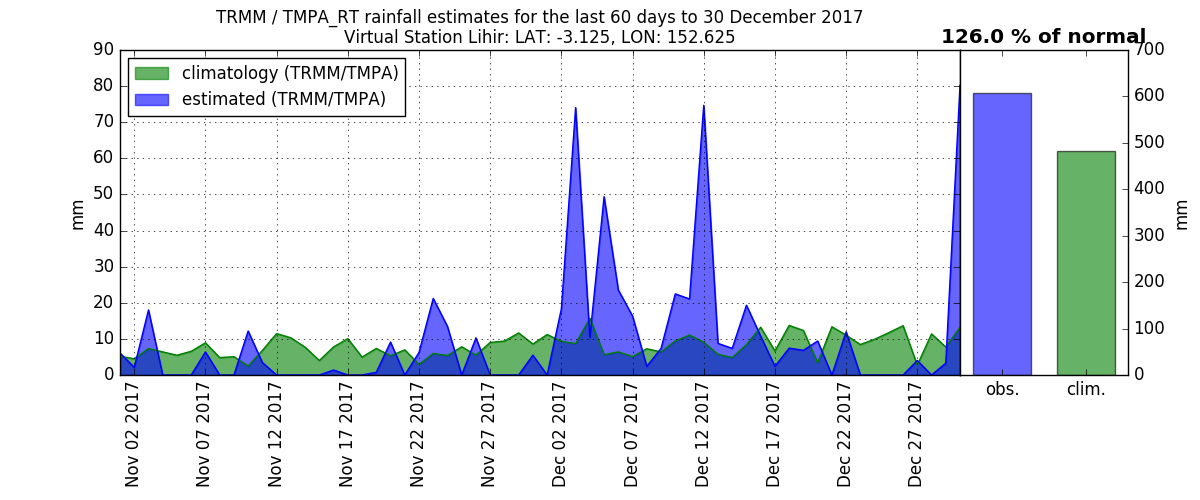 TRMM / TMPA_RT rainfall estimates for the last 60 days to 30 December 2017
Virtual Station Lihir: LAT: -3.125, LON: 152.625
126.0 % of normal
climatology (TRMM/TMPA)
estimated (TRMM/TMPA)
mm
90
80
70
60
50
40
30
20
10
0
Nov 02 2017
Nov 07 2017
Nov 12 2017
Nov 17 2017
Nov 22 2017
Nov 27 2017
Dec 02 2017
Dec 07 2017
Dec 12 2017
Dec 17 2017
Dec 22 2017
Dec 27 2017
obs.
clim.
700
600
500
400
300
200
100
0
mm